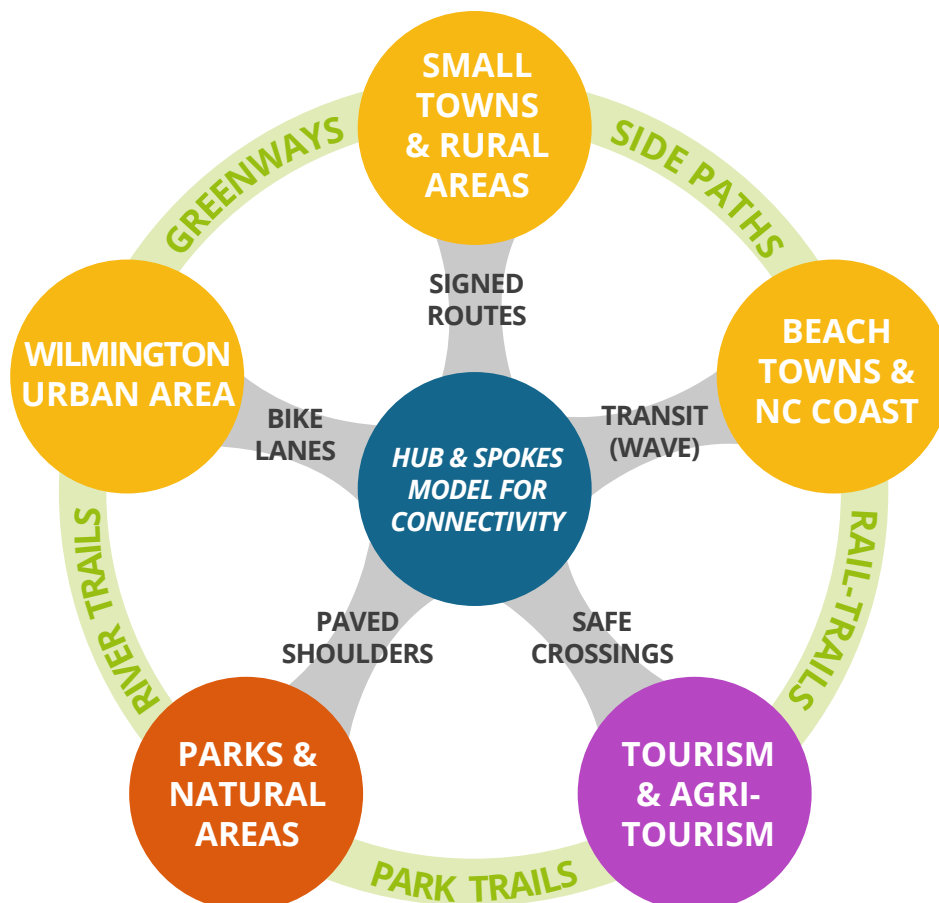 SMALL
TOWNS
& RURAL
AREAS
GREENWAYS
SIDE PATHS
SIGNED
ROUTES
WILMINGTON
URBAN AREA
BEACH
TOWNS &
NC COAST
BIKE
LANES
TRANSIT
(WAVE)
HUB & SPOKES
MODEL FOR
CONNECTIVITY
RIVER TRAILS
RAIL-TRAILS
PAVED
SHOULDERS
SAFE
CROSSINGS
PARKS &
NATURAL
AREAS
TOURISM
& AGRI-
TOURISM
PARK TRAILS